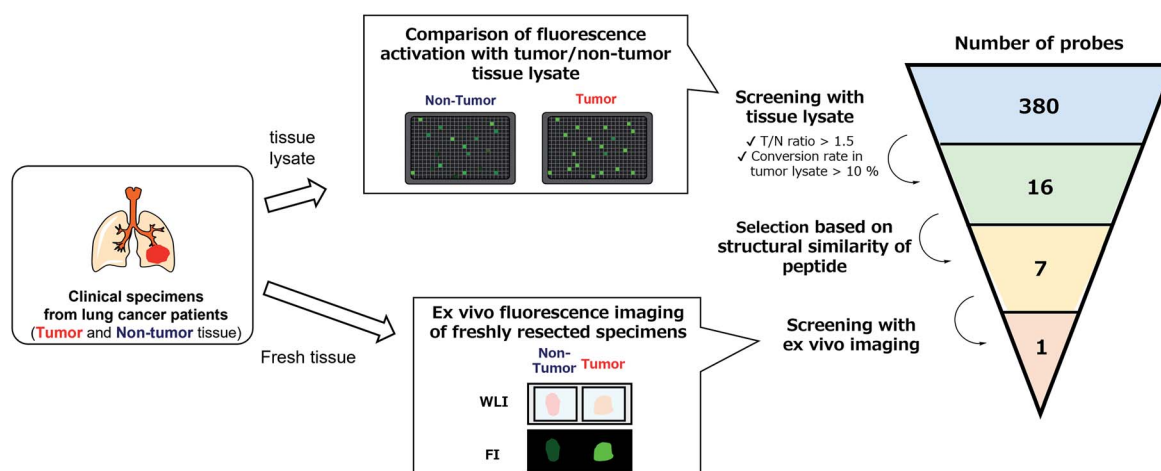 Clinical specimens
from lung cancer patients
(Tumor and Non-tumor tissue)
tissue
lysate
Fresh tissue
Comparison of fluorescence
activation with tumor/non-tumor
tissue lysate
Non-Tumor Tumor
Ex vivo fluorescence imaging
of freshly resected specimens
Non-
Tumor Tumor
WLI
FI
Screening with
tissue lysate
✓ T/N ratio > 1.5
✓ Conversion rate in
tumor lysate > 10 %
Selection based on
structural similarity of
peptide
Screening with
ex vivo imaging
Number of probes
380
16
7
1